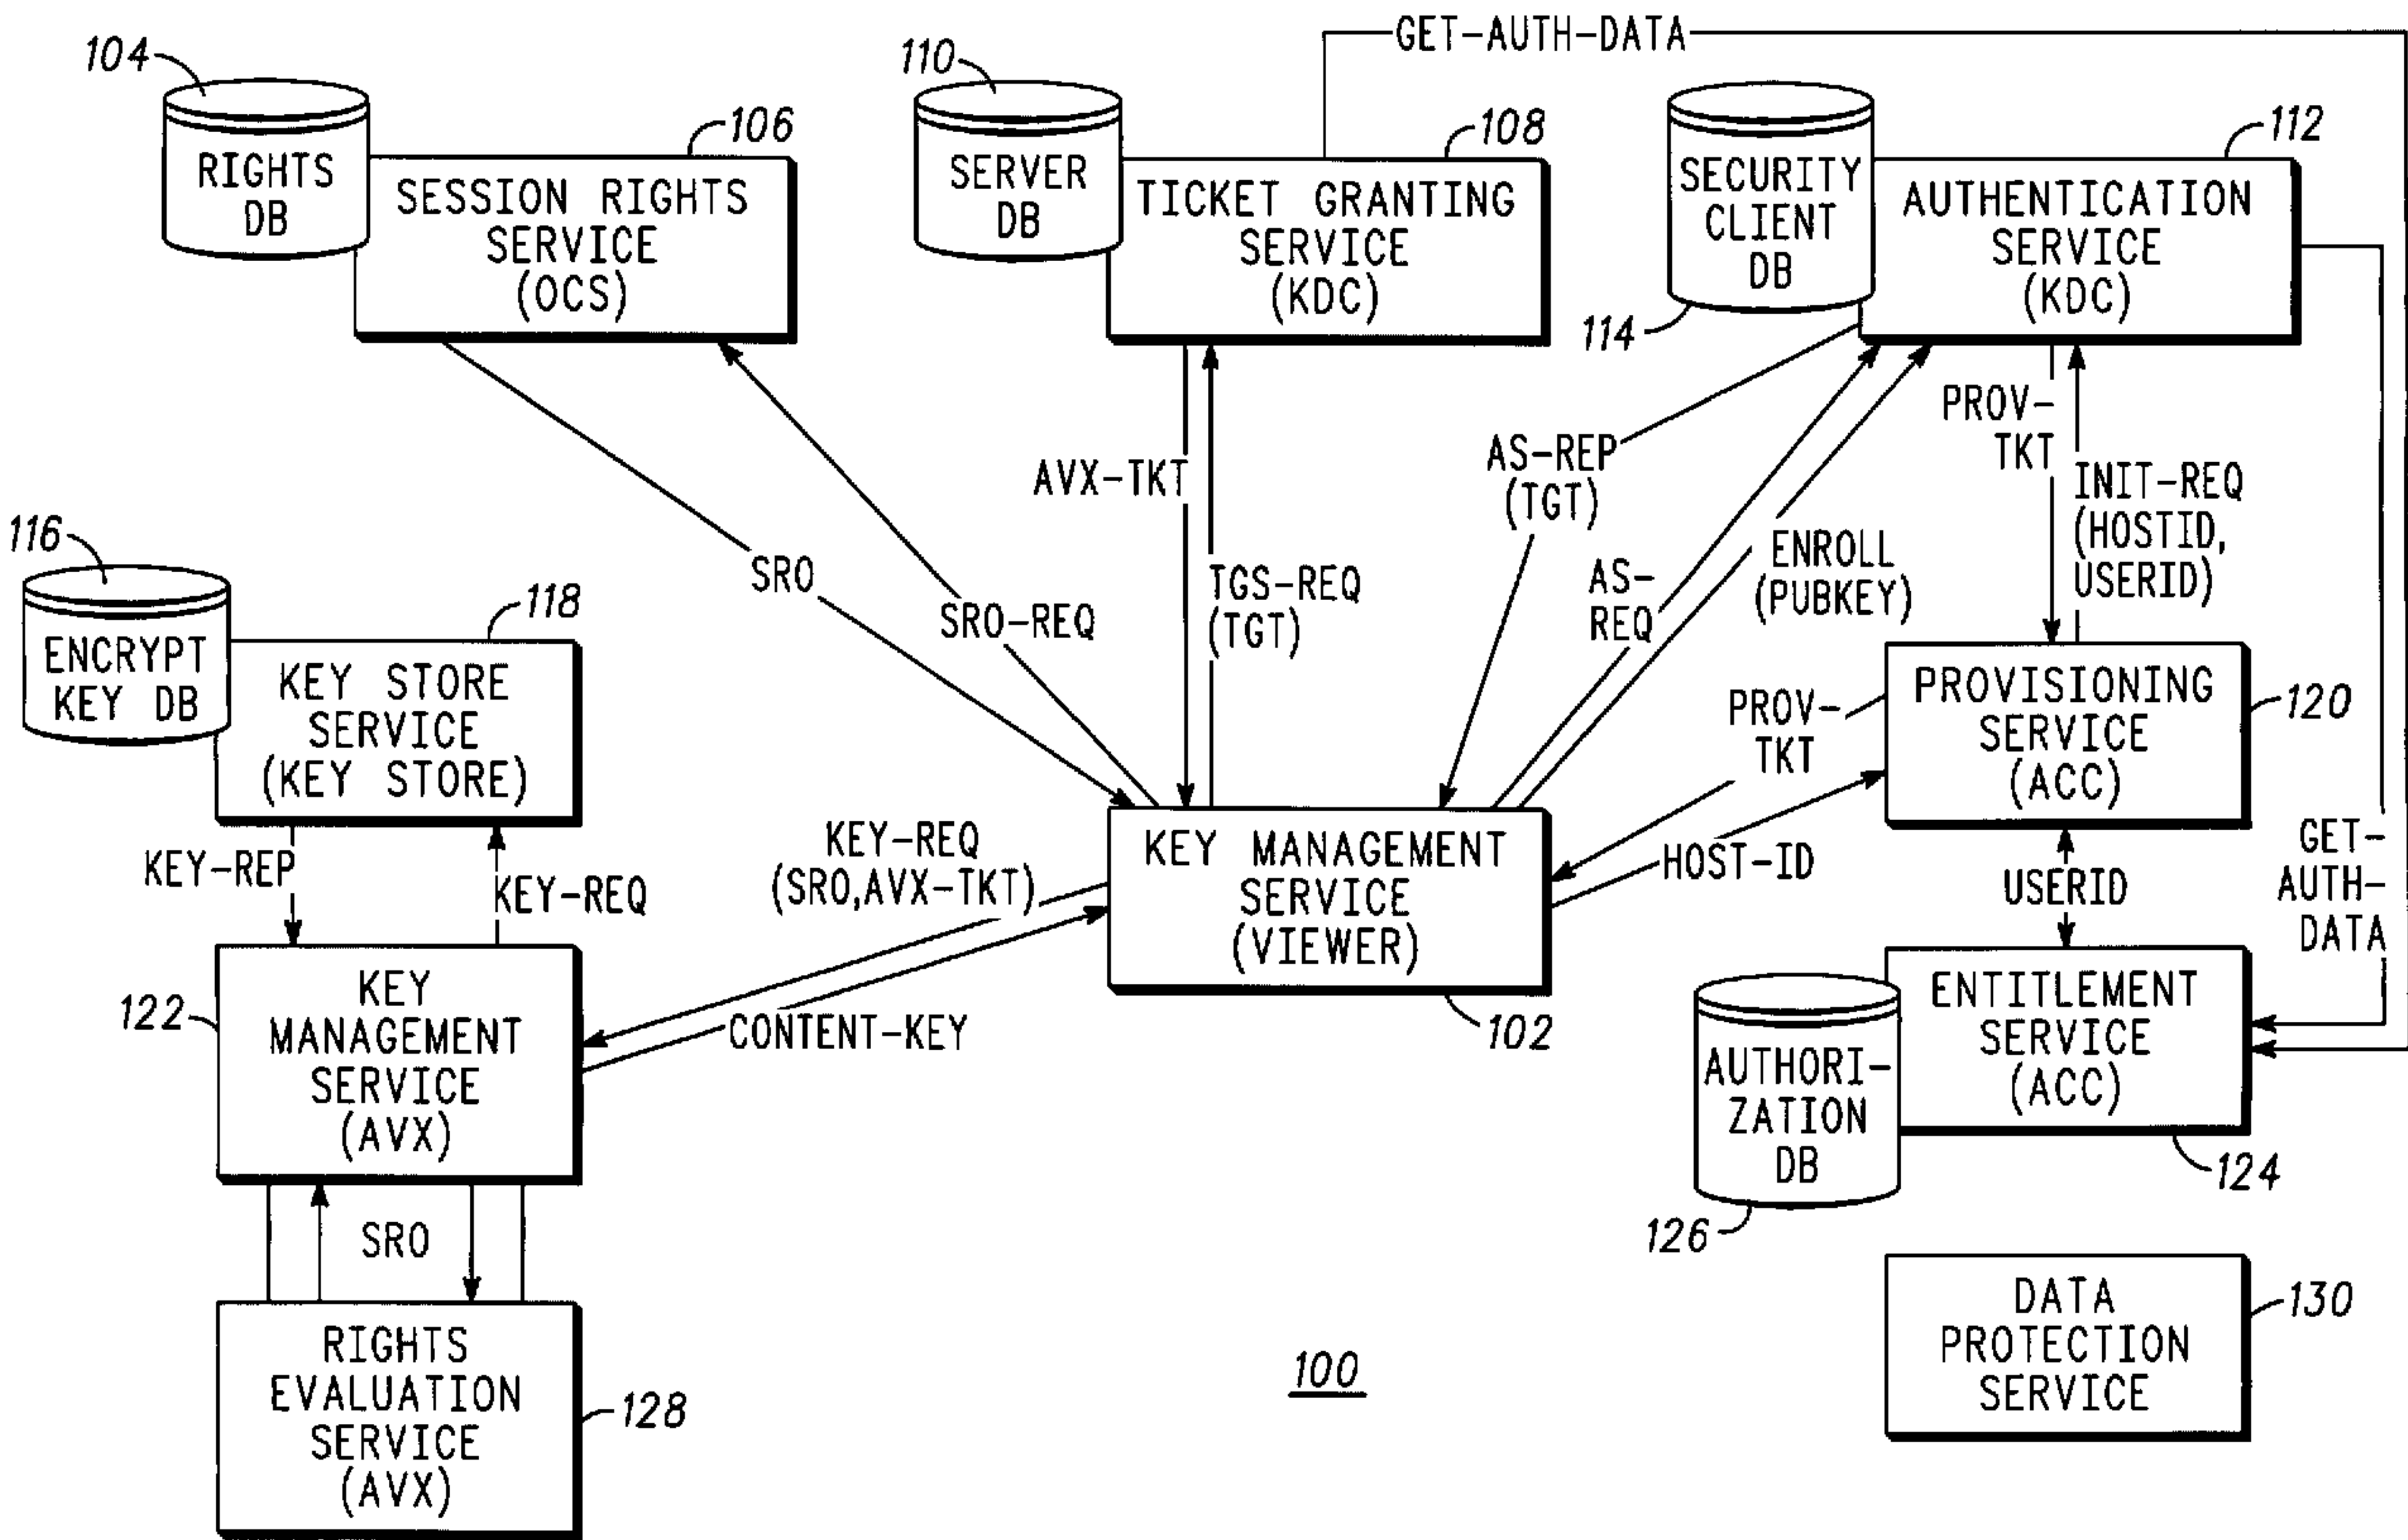 GET-AUTH-DATA
104
110
106
108
112
RIGHTS
DB
SESSION RIGHTS
SERVICE
(OCS)
SERVER
DB
TICKET GRANTING
SERVICE
(KDC)
SECURITY
CLIENT
DB
AUTHENTICATION
SERVICE
(KDC)
114
PROV-
TKT
INIT-REQ
(HOSTID,
USERID)
AS-REP
(TGT)
AVX-TKT
TGS-REQ
(TGT)
SRO
SRO-REQ
AS-
REQ
ENROLL
(PUBKEY)
116
118
ENCRYPT
KEY DB
KEY STORE
SERVICE
(KEY STORE)
PROVISIONING
SERVICE
(ACC)
120
PROV-
TKT
HOST-ID
KEY-REP
KEY-REQ
KEY-REQ
(SRO,AVX-TKT)
KEY MANAGEMENT
SERVICE
(VIEWER)
102
USERID
GET-
AUTH-
DATA
122
KEY
MANAGEMENT
SERVICE
(AVX)
CONTENT-KEY
ENTITLEMENT
SERVICE
(ACC)
124
AUTHORI-
ZATION
DB
126
SRO
RIGHTS
EVALUATION
SERVICE
(AVX)
128
100
DATA
PROTECTION
SERVICE
130